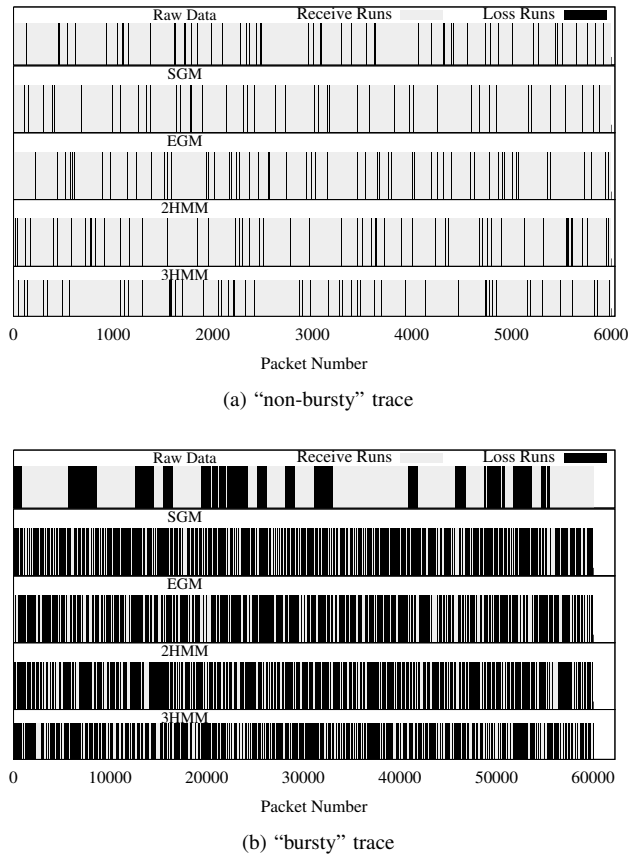 Raw Data Receive Runs Loss Runs
SGM
EGM
2HMM
3HMM
0 1000 2000 3000 4000 5000 6000
Packet Number
(a) “non-bursty” trace
Raw Data Receive Runs Loss Runs
SGM
EGM
2HMM
3HMM
0 10000 20000 30000 40000 50000 60000
Packet Number
(b) “bursty” trace